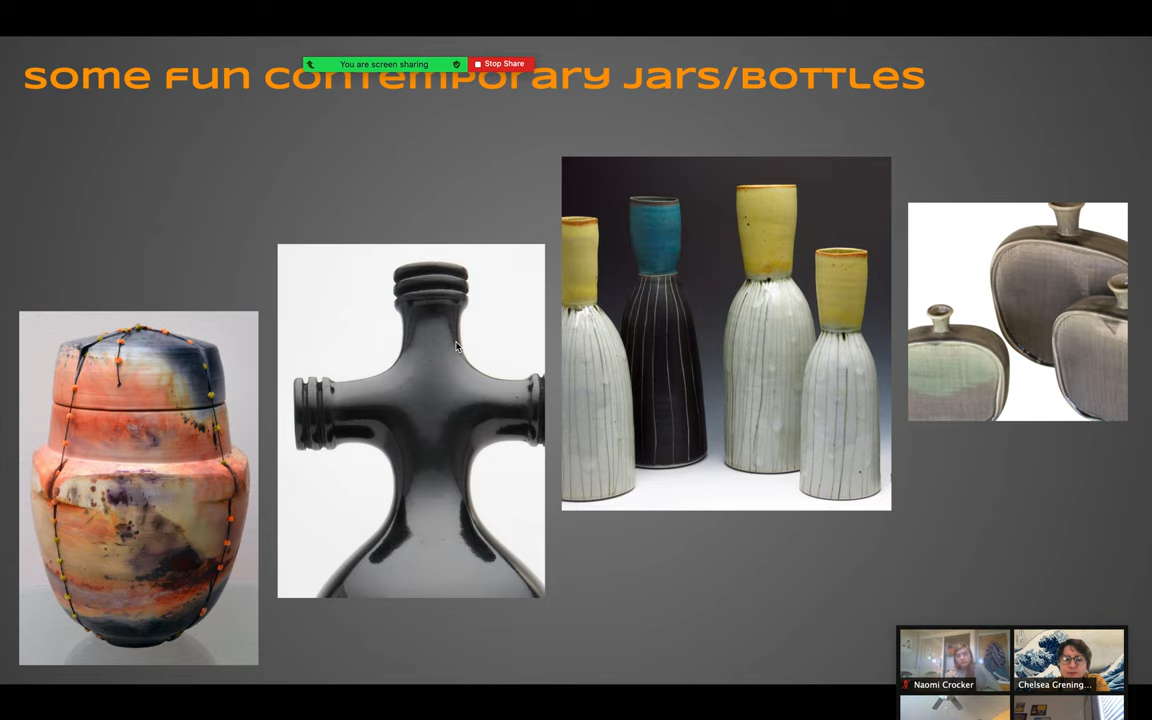 You are screen sharing
Stop Share
Some Fun Contemporary Jars/Bottles
Naomi Crocker
Chelsea Grening...